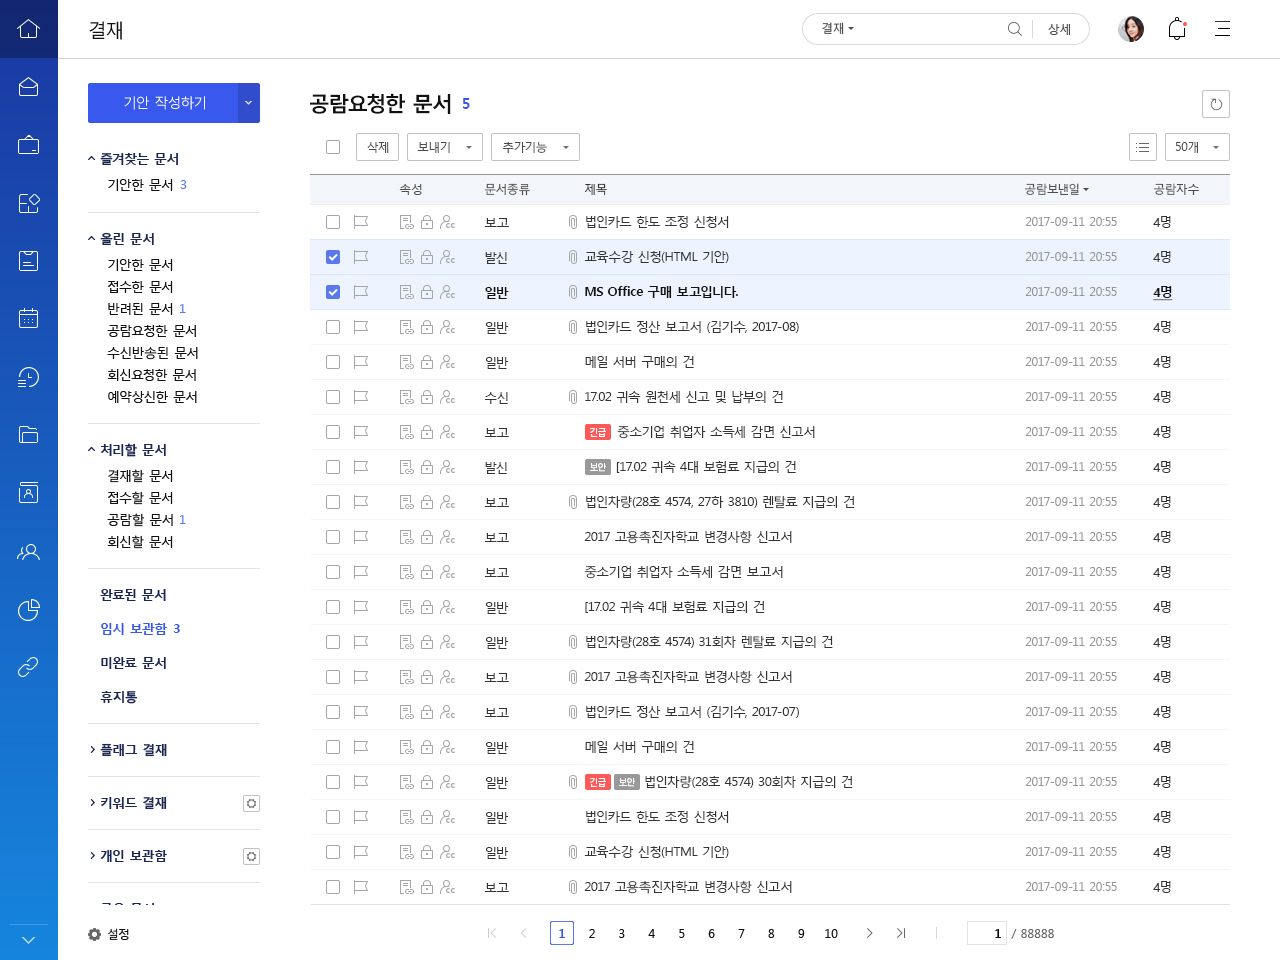 결재
결재
상세
기안 작성하기
즐겨찾는 문서
기안한 문서 3
올린 문서
기안한 문서
접수한 문서
반려된 문서 1
공람요청한 문서
수신반송된 문서
회신요청한 문서
예약상신한 문서
처리할 문서
결재할 문서
접수할 문서
공람할 문서 1
회신할 문서
완료된 문서
임시 보관함 3
미완료 문서
휴지통
플래그 결재
키워드 결재
개인 보관함
설정
공람요청한 문서 5
삭제 보내기 추가기능 50개
속성 문서종류 제목 공람보낸일 공람자수
보고 법인카드 한도 조정 신청서 2017-09-11 20:55 4명
발신 교육수강 신청(HTML 기안) 2017-09-11 20:55 4명
일반 MS Office 구매 보고입니다. 2017-09-11 20:55 4명
일반 법인카드 정산 보고서 (김기수, 2017-08) 2017-09-11 20:55 4명
일반 메일 서버 구매의 건 2017-09-11 20:55 4명
수신 17.02 귀속 원천세 신고 및 납부의 건 2017-09-11 20:55 4명
보고 긴급 중소기업 취업자 소득세 감면 신고서 2017-09-11 20:55 4명
발신 보안 [17.02 귀속 4대 보험료 지급의 건 2017-09-11 20:55 4명
보고 법인차량(28호 4574, 27하 3810) 렌탈료 지급의 건 2017-09-11 20:55 4명
보고 2017 고용촉진자학교 변경사항 신고서 2017-09-11 20:55 4명
보고 중소기업 취업자 소득세 감면 보고서 2017-09-11 20:55 4명
일반 [17.02 귀속 4대 보험료 지급의 건 2017-09-11 20:55 4명
일반 법인차량(28호 4574) 31회차 렌탈료 지급의 건 2017-09-11 20:55 4명
보고 2017 고용촉진자학교 변경사항 신고서 2017-09-11 20:55 4명
보고 법인카드 정산 보고서 (김기수, 2017-07) 2017-09-11 20:55 4명
일반 메일 서버 구매의 건 2017-09-11 20:55 4명
일반 긴급 보안 법인차량(28호 4574) 30회차 지급의 건 2017-09-11 20:55 4명
일반 법인카드 한도 조정 신청서 2017-09-11 20:55 4명
일반 교육수강 신청(HTML 기안) 2017-09-11 20:55 4명
보고 2017 고용촉진자학교 변경사항 신고서 2017-09-11 20:55 4명
1 2 3 4 5 6 7 8 9 10 1 / 88888